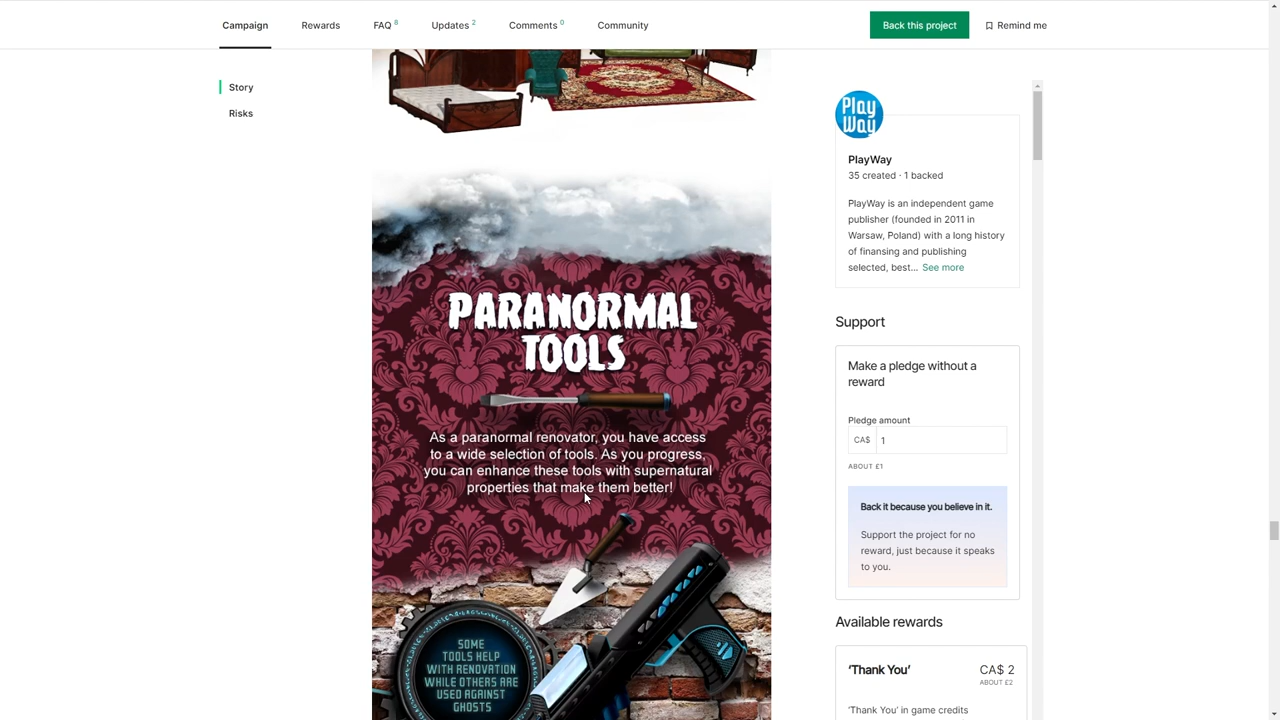 Campaign
Rewards
FAQ 8
Updates 2
Comments 0
Community
Back this project
Remind me
Story
Risks
PARANORMAL
TOOLS
As a paranormal renovator, you have access
to a wide selection of tools. As you progress,
you can enhance these tools with supernatural
properties that make them better!
SOME
TOOLS HELP
WITH RENOVATION
WHILE OTHERS ARE
USED AGAINST
GHOSTS
Play
Way
PlayWay
35 created · 1 backed
PlayWay is an independent game
publisher (founded in 2011 in
Warsaw, Poland) with a long history
of finansing and publishing
selected, best... See more
Support
Make a pledge without a
reward
Pledge amount
CA$ 1
ABOUT £1
Back it because you believe in it.
Support the project for no
reward, just because it speaks
to you.
Available rewards
‘Thank You’ CA$ 2
ABOUT £2
‘Thank You’ in game credits